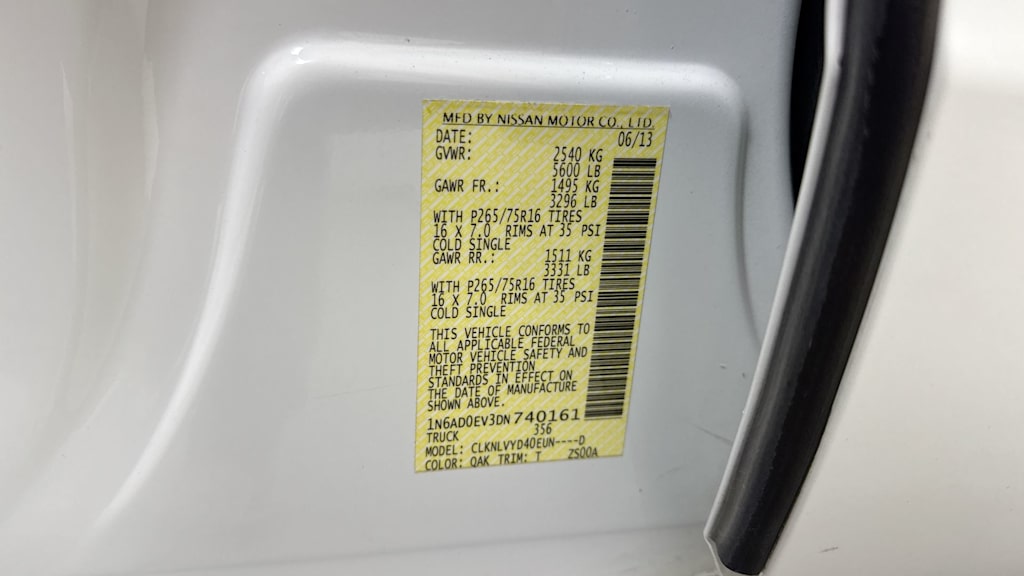 MFD BY NISSAN MOTOR CO., LTD.
DATE: 06/13
GVWR: 2540 KG
5600 LB
GAWR FR.: 1495 KG
3296 LB
WITH P265/75R16 TIRES
16 X 7.0 RIMS AT 35 PSI
COLD SINGLE
GAWR RR.: 1511 KG
3331 LB
WITH P265/75R16 TIRES
16 X 7.0 RIMS AT 35 PSI
COLD SINGLE
THIS VEHICLE CONFORMS TO
ALL APPLICABLE FEDERAL
MOTOR VEHICLE SAFETY AND
THEFT PREVENTION
STANDARDS IN EFFECT ON
THE DATE OF MANUFACTURE
SHOWN ABOVE.
1N6AD0EV3DN740161
TRUCK 356
MODEL: CLKNLVYD40EUN----D
COLOR: QAK TRIM: T ZS00A